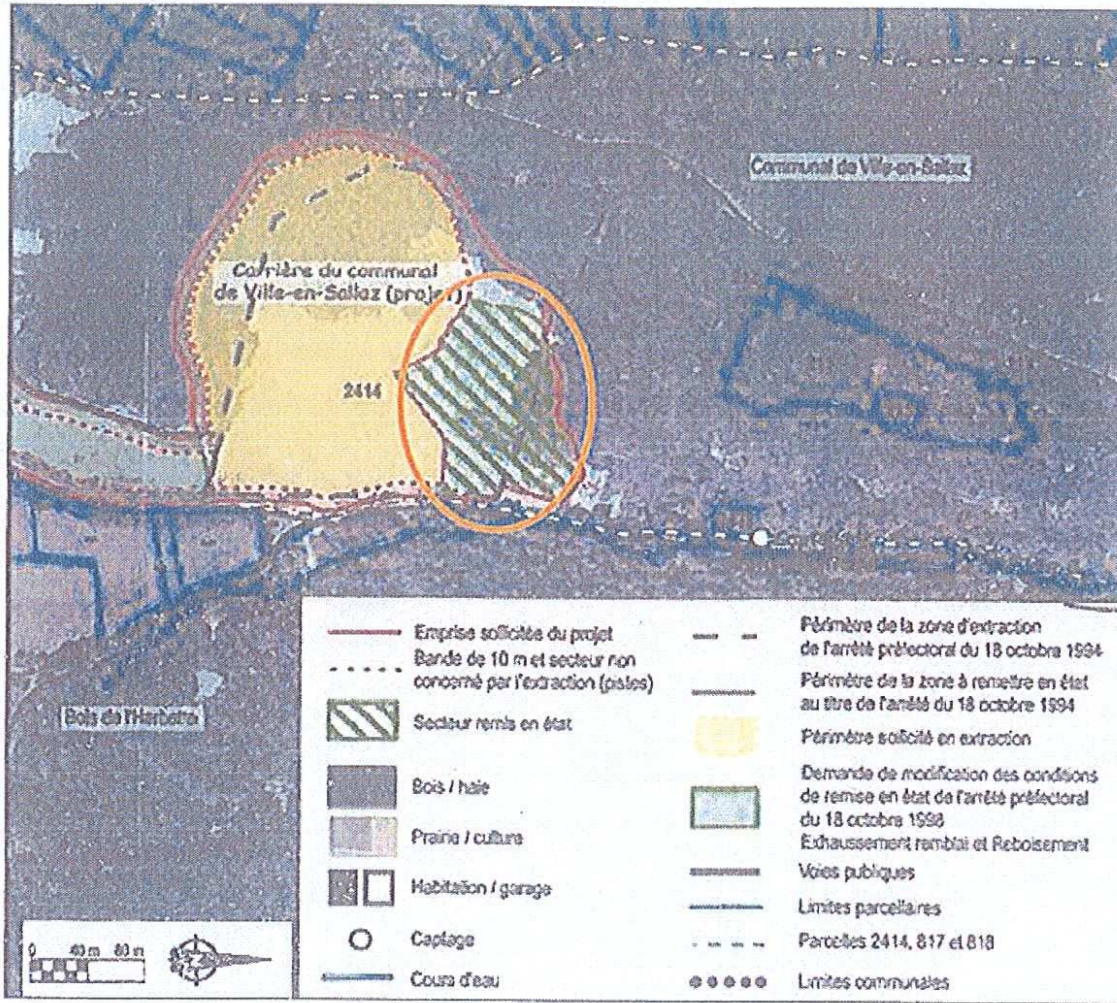 Communal de Ville-en-Sallaz
Carrière du communal
de Ville-en-Sallaz (projet)
2414
Bois de l'Herbette
Emprise sollicitée du projet
Bande de 10 m et secteur non
concerné par l'extraction (pistes)
Secteur remis en état
Bois / haie
Prairie / culture
Habitation / garage
Captage
Cours d'eau
0 40 m 80 m
Périmètre de la zone d'extraction
de l'arrêté préfectoral du 18 octobre 1994
Périmètre de la zone à remettre en état
au titre de l'arrêté du 18 octobre 1994
Périmètre sollicité en extraction
Demande de modification des conditions
de remise en état de l'arrêté préfectoral
du 18 octobre 1998
Exhaussement remblai et Reboisement
Voies publiques
Limites parcellaires
Parcelles 2414, 817 et 818
Limites communales